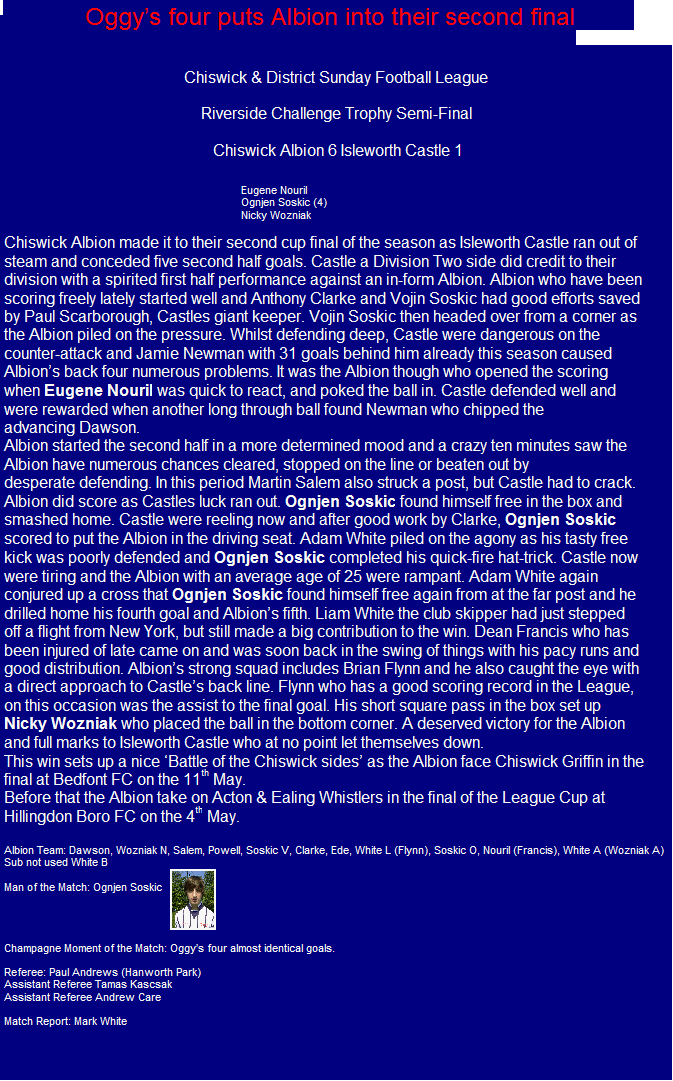 Oggy's four puts Albion into their second final
Chiswick & District Sunday Football League
Riverside Challenge Trophy Semi-Final
Chiswick Albion 6 Isleworth Castle 1
Eugene Nouril
Ognjen Soskic (4)
Nicky Wozniak
Chiswick Albion made it to their second cup final of the season as Isleworth Castle ran out of
steam and conceded five second half goals. Castle a Division Two side did credit to their
division with a spirited first half performance against an in-form Albion. Albion who have been
scoring freely lately started well and Anthony Clarke and Vojin Soskic had good efforts saved
by Paul Scarborough, Castles giant keeper. Vojin Soskic then headed over from a corner as
the Albion piled on the pressure. Whilst defending deep, Castle were dangerous on the
counter-attack and Jamie Newman with 31 goals behind him already this season caused
Albion's back four numerous problems. It was the Albion though who opened the scoring
when Eugene Nouril was quick to react, and poked the ball in. Castle defended well and
were rewarded when another long through ball found Newman who chipped the
advancing Dawson.
Albion started the second half in a more determined mood and a crazy ten minutes saw the
Albion have numerous chances cleared, stopped on the line or beaten out by
desperate defending. In this period Martin Salem also struck a post, but Castle had to crack.
Albion did score as Castles luck ran out. Ognjen Soskic found himself free in the box and
smashed home. Castle were reeling now and after good work by Clarke, Ognjen Soskic
scored to put the Albion in the driving seat. Adam White piled on the agony as his tasty free
kick was poorly defended and Ognjen Soskic completed his quick-fire hat-trick. Castle now
were tiring and the Albion with an average age of 25 were rampant. Adam White again
conjured up a cross that Ognjen Soskic found himself free again from at the far post and he
drilled home his fourth goal and Albion's fifth. Liam White the club skipper had just stepped
off a flight from New York, but still made a big contribution to the win. Dean Francis who has
been injured of late came on and was soon back in the swing of things with his pacy runs and
good distribution. Albion's strong squad includes Brian Flynn and he also caught the eye with
a direct approach to Castle's back line. Flynn who has a good scoring record in the League,
on this occasion was the assist to the final goal. His short square pass in the box set up
Nicky Wozniak who placed the ball in the bottom corner. A deserved victory for the Albion
and full marks to Isleworth Castle who at no point let themselves down.
This win sets up a nice 'Battle of the Chiswick sides' as the Albion face Chiswick Griffin in the
final at Bedfont FC on the 11th May.
Before that the Albion take on Acton & Ealing Whistlers in the final of the League Cup at
Hillingdon Boro FC on the 4th May.
Albion Team: Dawson, Wozniak N, Salem, Powell, Soskic V, Clarke, Ede, White L (Flynn), Soskic O, Nouril (Francis), White A (Wozniak A)
Sub not used White B
Man of the Match: Ognjen Soskic
Champagne Moment of the Match: Oggy's four almost identical goals.
Referee: Paul Andrews (Hanworth Park)
Assistant Referee Tamas Kascsak
Assistant Referee Andrew Care
Match Report: Mark White